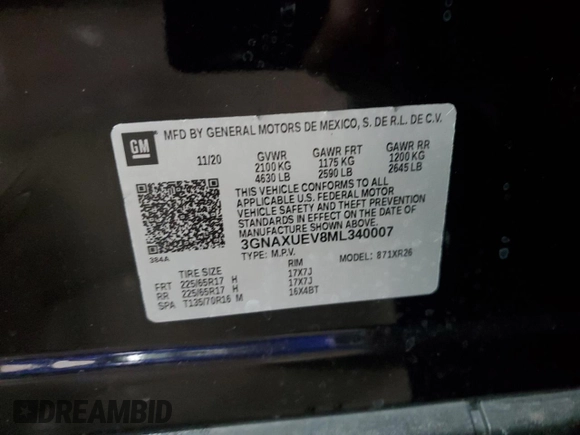 GM MFD BY GENERAL MOTORS DE MEXICO, S. DE R.L. DE C.V.
11/20 GVWR GAWR FRT GAWR RR
2100 KG 1175 KG 1200 KG
4630 LB 2590 LB 2645 LB
THIS VEHICLE CONFORMS TO ALL
APPLICABLE U.S. FEDERAL MOTOR
VEHICLE SAFETY AND THEFT PREVENTION
STANDARDS IN EFFECT ON THE DATE OF
MANUFACTURE SHOWN ABOVE.
384A 3GNAXUEV8ML340007
TYPE: M.P.V. MODEL: 871XR26
TIRE SIZE RIM
FRT 225/65R17 H 17X7J
RR 225/65R17 H 17X7J
SPA T135/70R16 M 16X4BT
DREAMBID